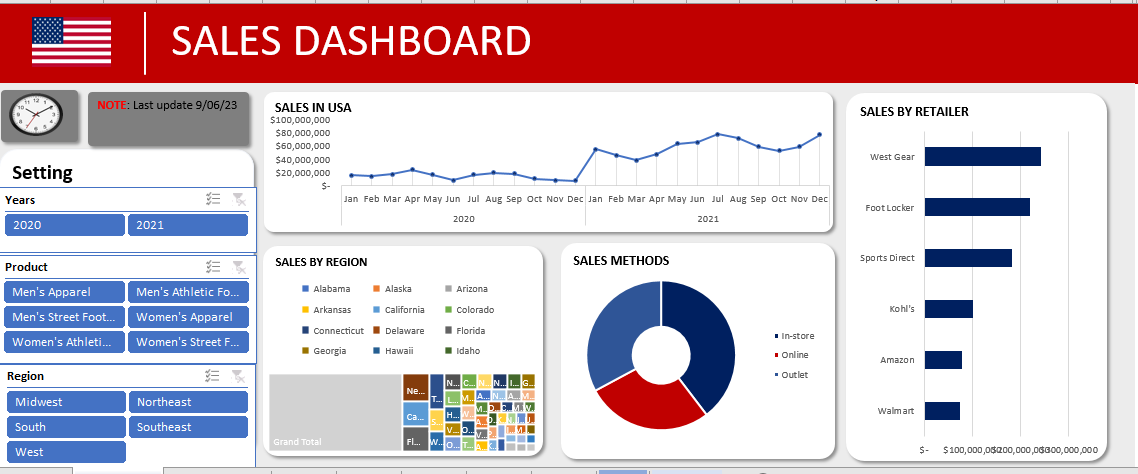 SALES DASHBOARD
NOTE: Last update 9/06/23
Setting
Years
2020 2021
Product
Men's Apparel Men's Athletic Fo...
Men's Street Foot... Women's Apparel
Women's Athleti... Women's Street F...
Region
Midwest Northeast
South Southeast
West
SALES IN USA
$100,000,000
$80,000,000
$60,000,000
$40,000,000
$20,000,000
$-
Jan Feb Mar Apr May Jun Jul Aug Sep Oct Nov Dec Jan Feb Mar Apr May Jun Jul Aug Sep Oct Nov Dec
2020 2021
SALES BY REGION
Alabama Alaska Arizona
Arkansas California Colorado
Connecticut Delaware Florida
Georgia Hawaii Idaho
Grand Total
Ne...
Ca...
Fl...
SALES METHODS
In-store
Online
Outlet
SALES BY RETAILER
West Gear
Foot Locker
Sports Direct
Kohl's
Amazon
Walmart
$- $100,000,000 $200,000,000 $300,000,000